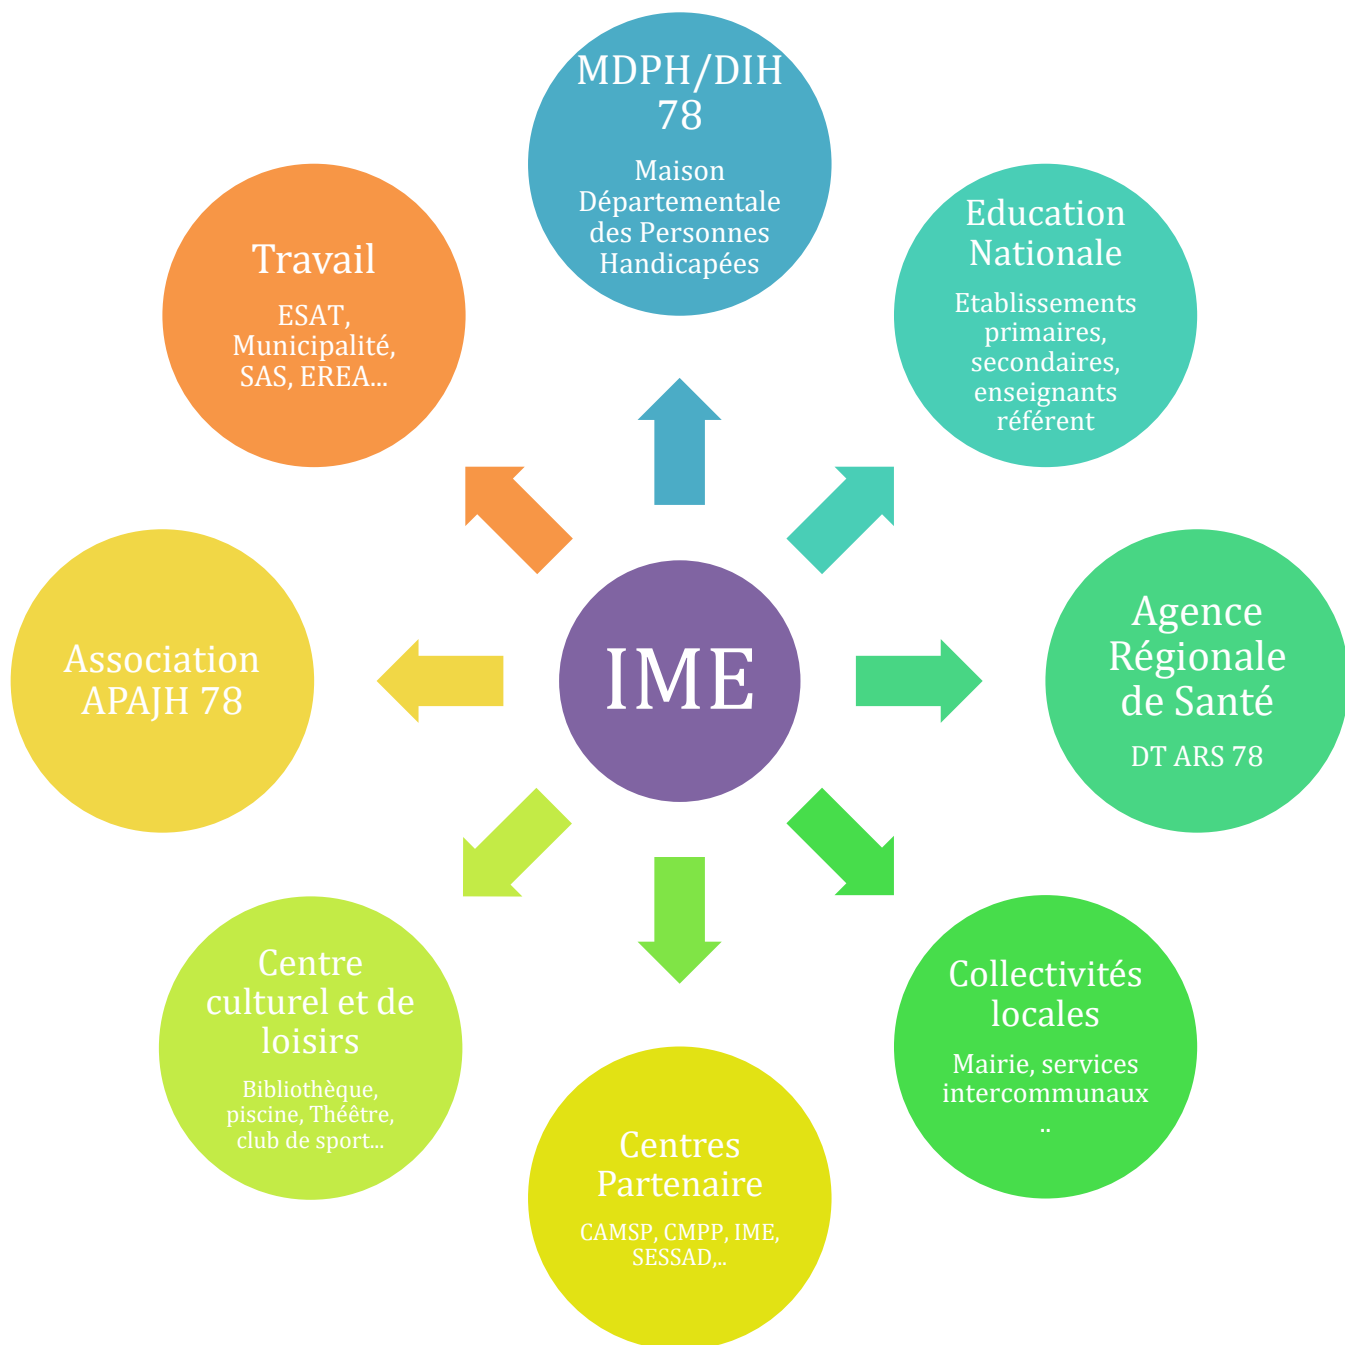 MDPH/DIH
78
Maison
Départementale
des Personnes
Handicapées
Education
Nationale
Etablissements
primaires,
secondaires,
enseignants
référent
Agence
Régionale
de Santé
DT ARS 78
Collectivités
locales
Mairie, services
intercommunaux
..
Centres
Partenaire
CAMSP, CMPP, IME,
SESSAD,..
Centre
culturel et de
loisirs
Bibliothèque,
piscine, Théêtre,
club de sport...
Association
APAJH 78
Travail
ESAT,
Municipalité,
SAS, EREA...
IME